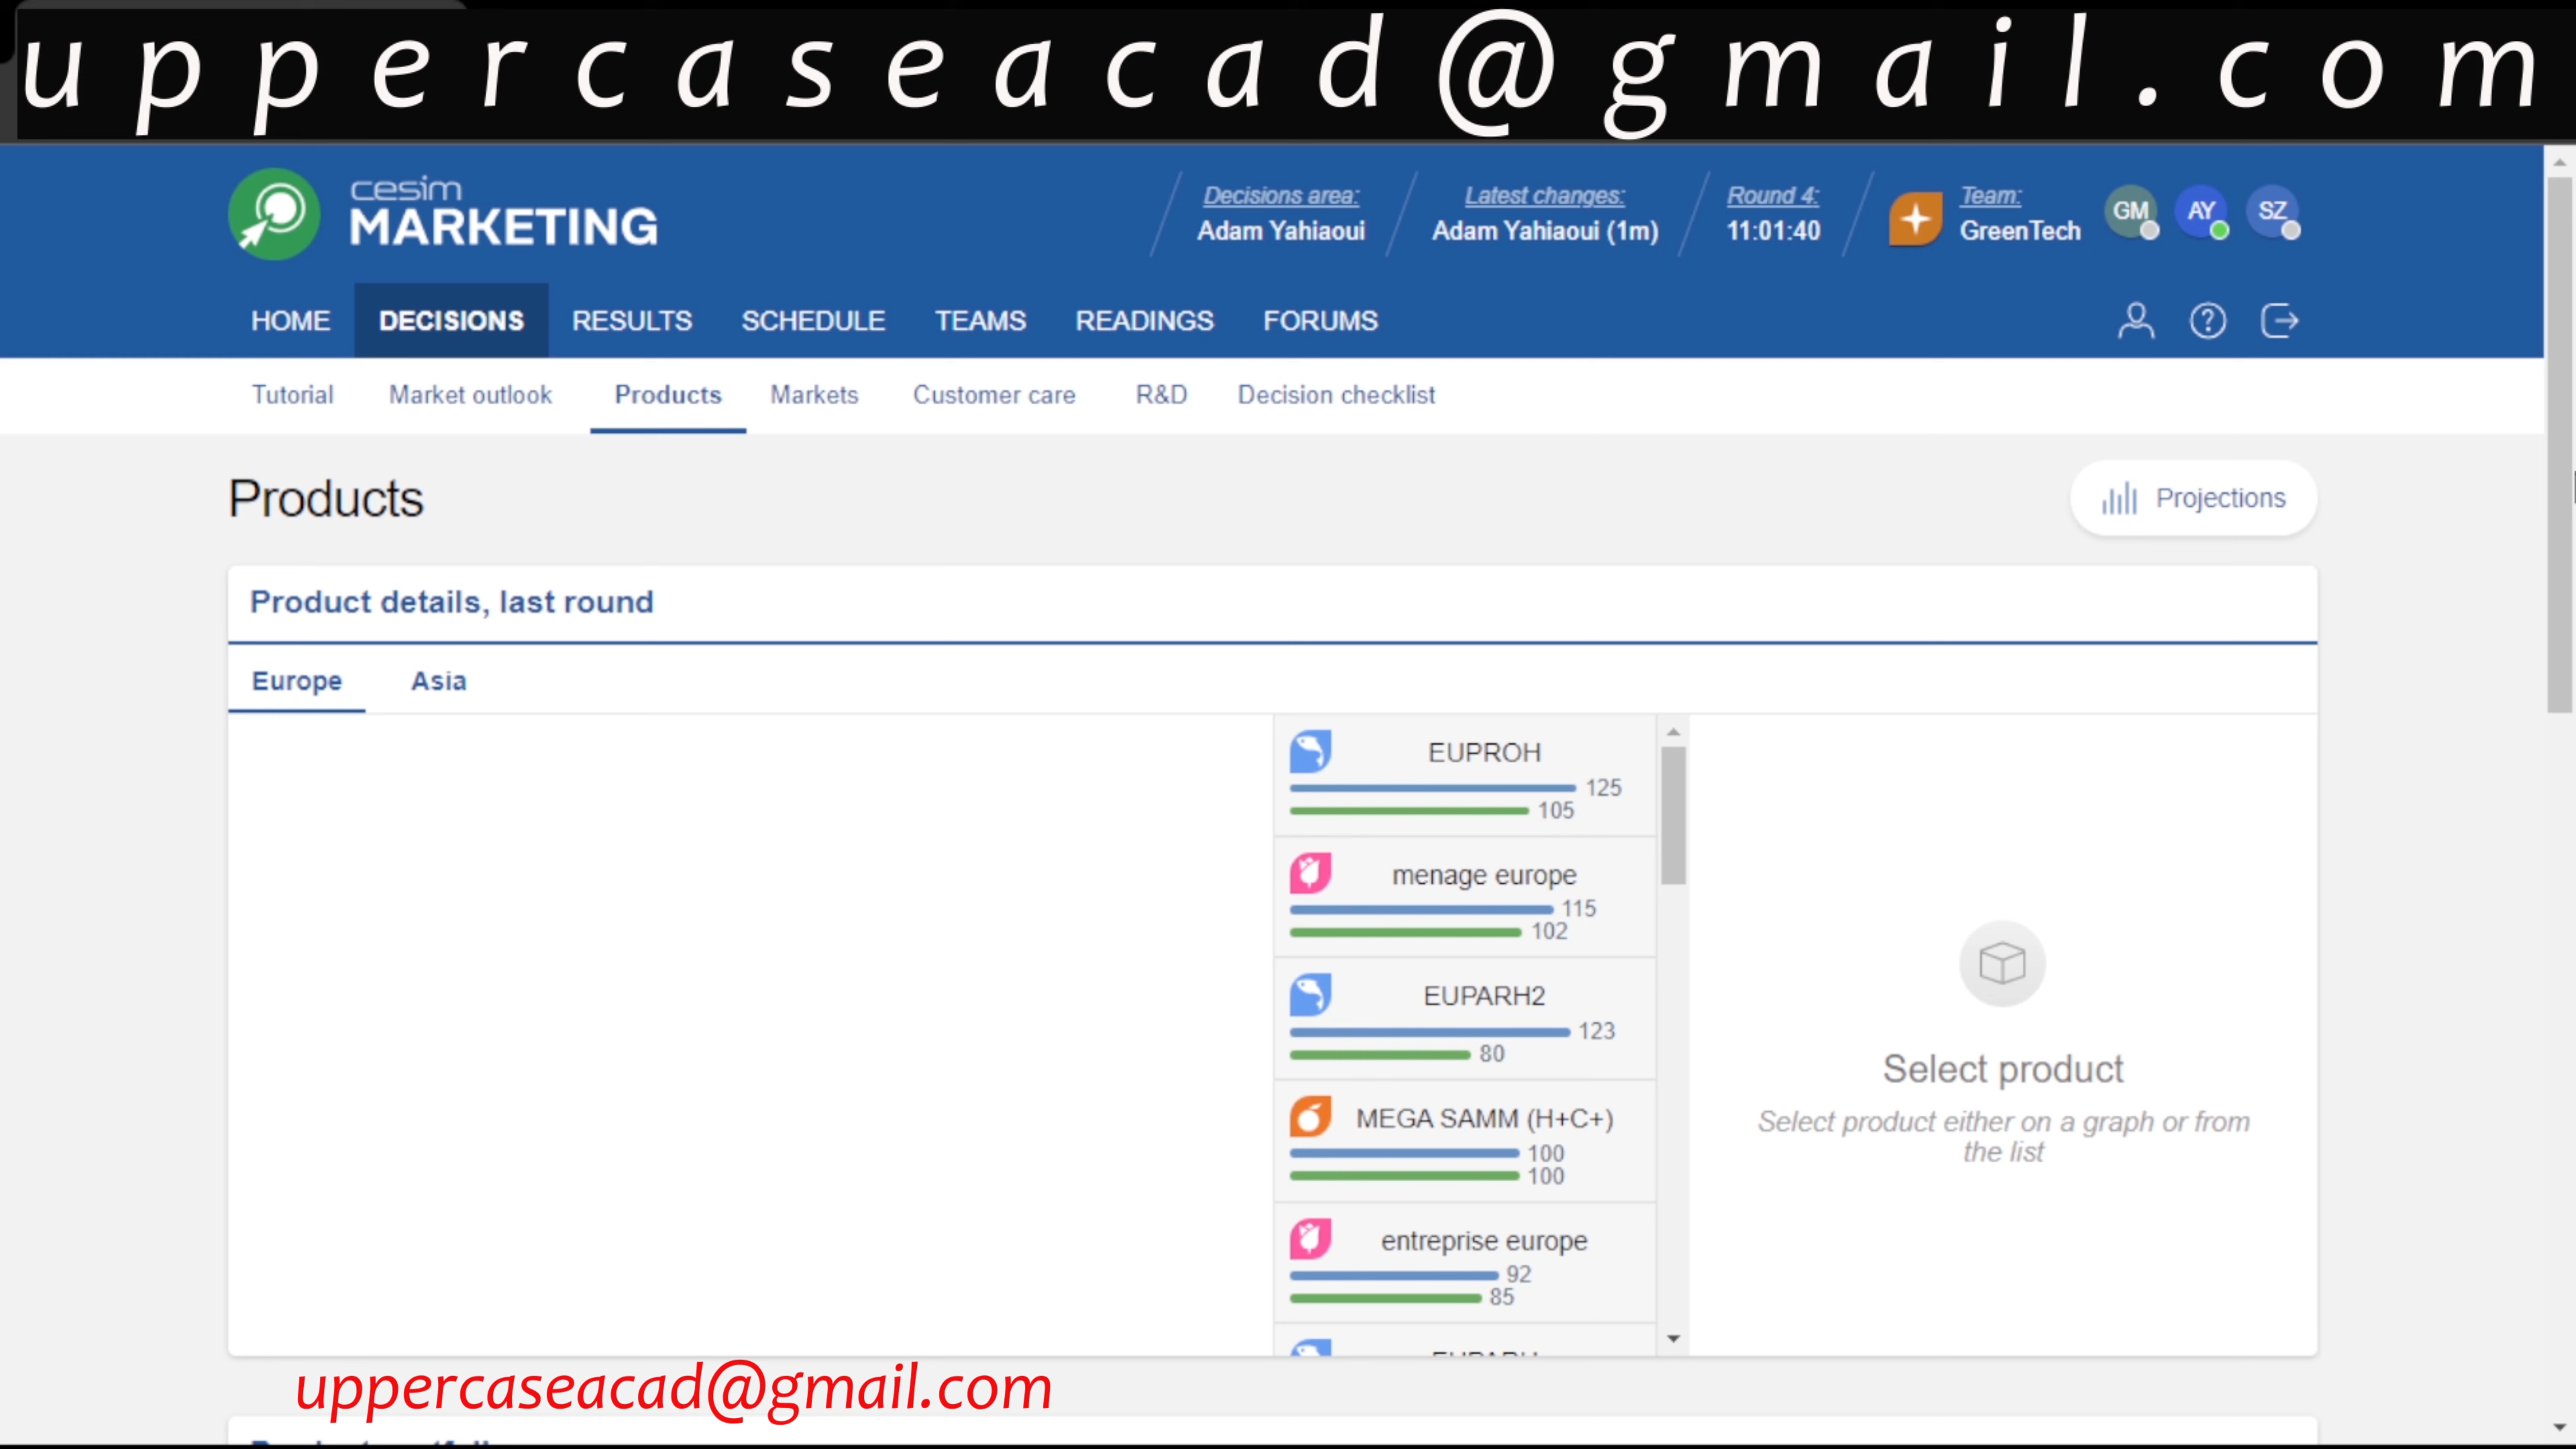 uppercaseacad@gmail.com
cesim
MARKETING
Decisions area:
Adam Yahiaoui
Latest changes:
Adam Yahiaoui (1m)
Round 4:
11:01:40
Team:
GreenTech
GM
AY
SZ
HOME DECISIONS RESULTS SCHEDULE TEAMS READINGS FORUMS
Tutorial Market outlook Products Markets Customer care R&D Decision checklist
Products
Projections
Product details, last round
Europe Asia
EUPROH
125
105
menage europe
115
102
EUPARH2
123
80
MEGA SAMM (H+C+)
100
100
entreprise europe
92
85
Select product
Select product either on a graph or from
the list
uppercaseacad@gmail.com